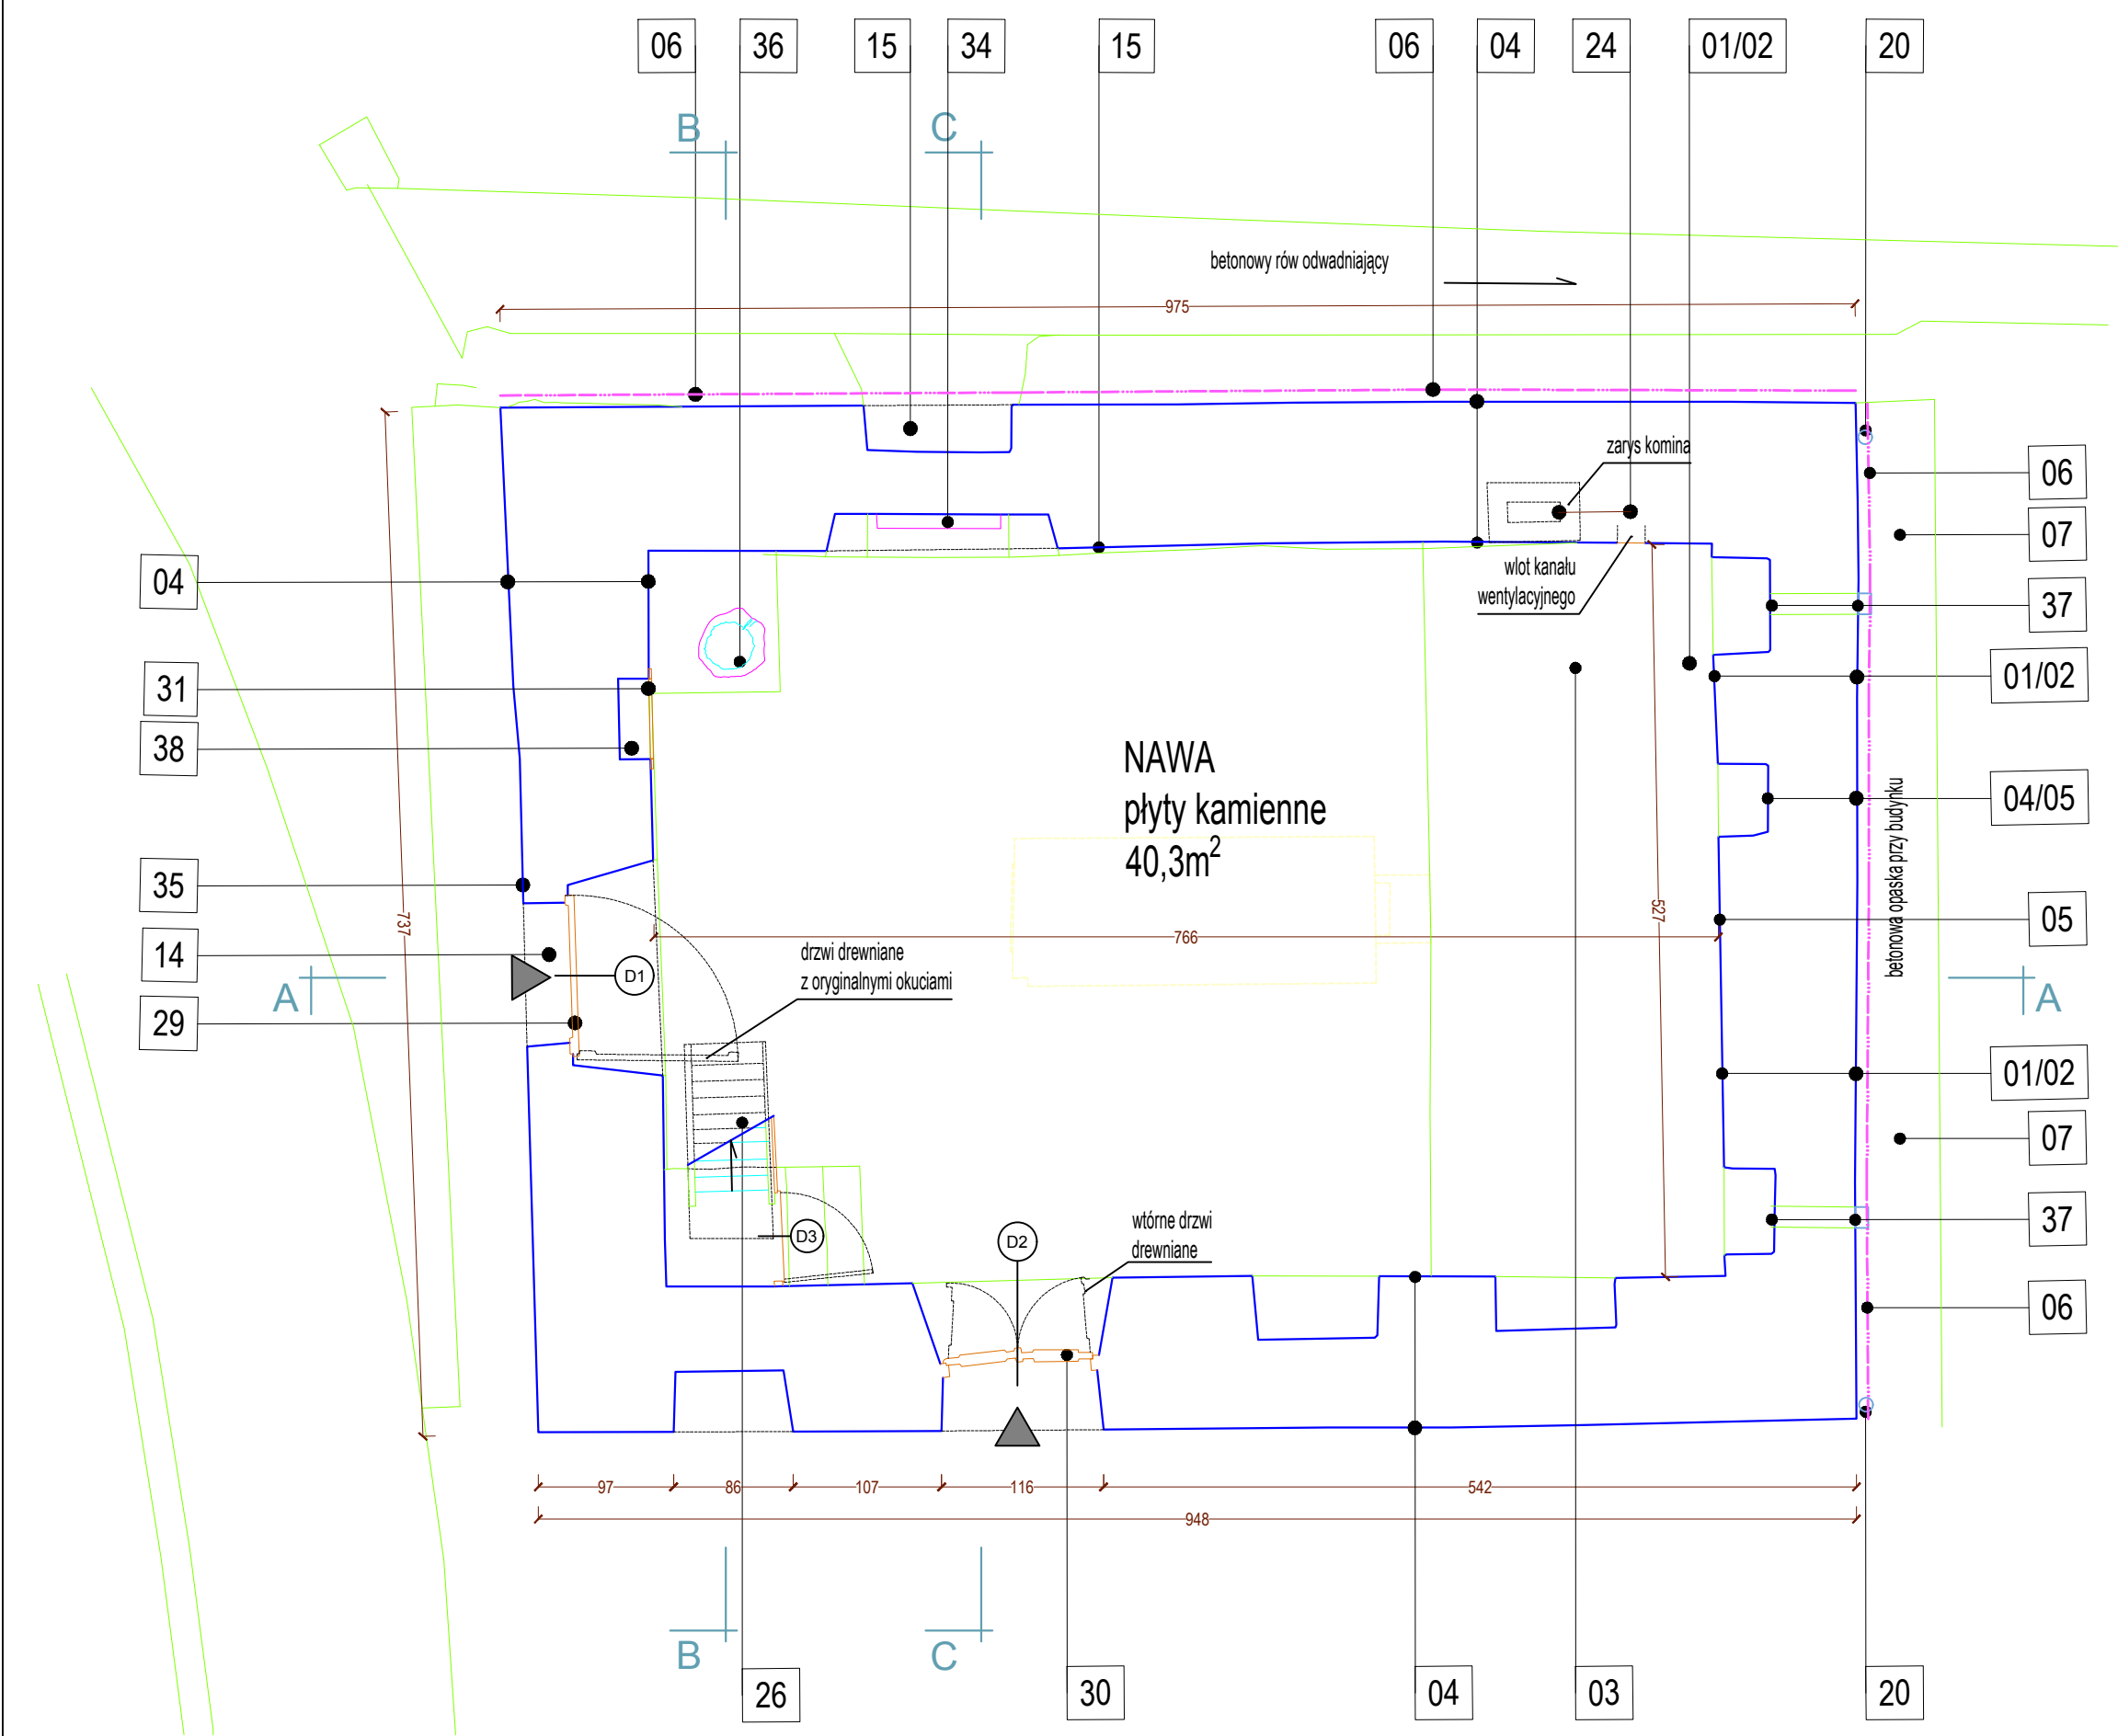 06
36
15
34
15
06
04
24
01/02
20
B
C
betonowy rów odwadniający
975
zarys komina
06
07
wlot kanału
wentylacyjnego
04
37
31
01/02
38
NAWA
płyty kamienne
40,3m²
04/05
betonowa opaska przy budynku
35
737
527
05
766
14
drzwi drewniane
z oryginalnymi okuciami
D1
A
A
29
01/02
07
wtórne drzwi
drewniane
D3
D2
37
06
97
86
107
116
542
948
B
C
26
30
04
03
20